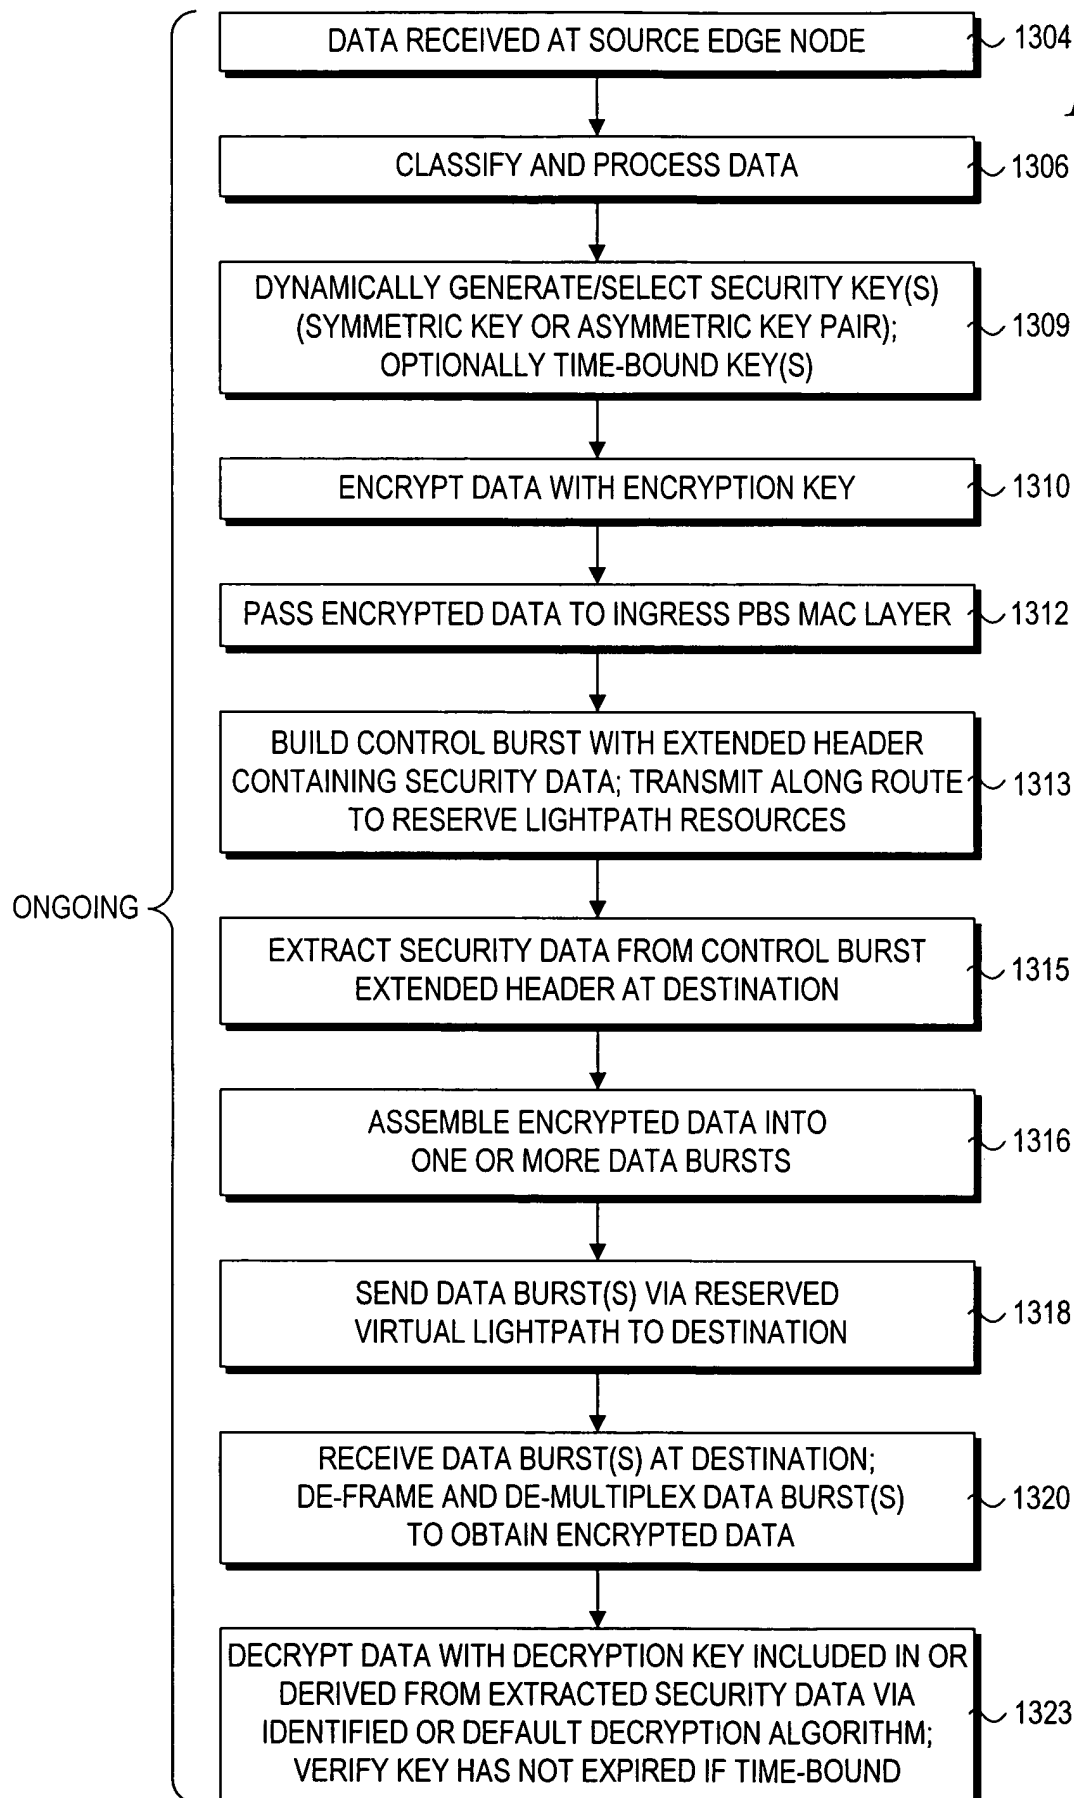 DATA RECEIVED AT SOURCE EDGE NODE
1304
CLASSIFY AND PROCESS DATA
1306
DYNAMICALLY GENERATE/SELECT SECURITY KEY(S)
(SYMMETRIC KEY OR ASYMMETRIC KEY PAIR);
OPTIONALLY TIME-BOUND KEY(S)
1309
ENCRYPT DATA WITH ENCRYPTION KEY
1310
PASS ENCRYPTED DATA TO INGRESS PBS MAC LAYER
1312
BUILD CONTROL BURST WITH EXTENDED HEADER
CONTAINING SECURITY DATA; TRANSMIT ALONG ROUTE
TO RESERVE LIGHTPATH RESOURCES
1313
ONGOING
EXTRACT SECURITY DATA FROM CONTROL BURST
EXTENDED HEADER AT DESTINATION
1315
ASSEMBLE ENCRYPTED DATA INTO
ONE OR MORE DATA BURSTS
1316
SEND DATA BURST(S) VIA RESERVED
VIRTUAL LIGHTPATH TO DESTINATION
1318
RECEIVE DATA BURST(S) AT DESTINATION;
DE-FRAME AND DE-MULTIPLEX DATA BURST(S)
TO OBTAIN ENCRYPTED DATA
1320
DECRYPT DATA WITH DECRYPTION KEY INCLUDED IN OR
DERIVED FROM EXTRACTED SECURITY DATA VIA
IDENTIFIED OR DEFAULT DECRYPTION ALGORITHM;
VERIFY KEY HAS NOT EXPIRED IF TIME-BOUND
1323